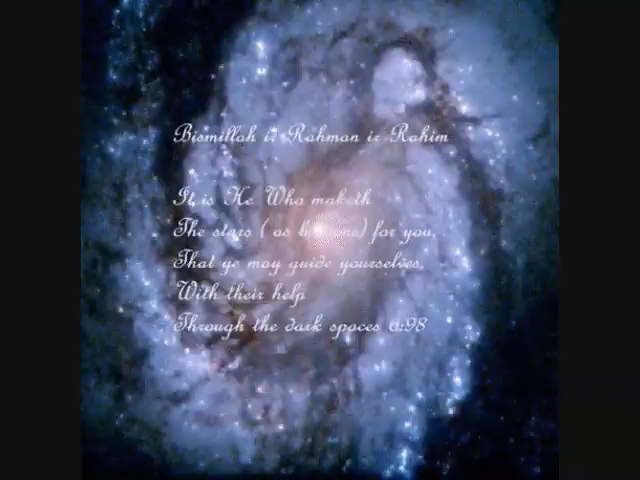 Bismillah ir Rahman ir Rahim
It is He Who maketh
The stars ( as beacons) for you,
That ye may guide yourselves,
With their help
Through the dark spaces 6:98